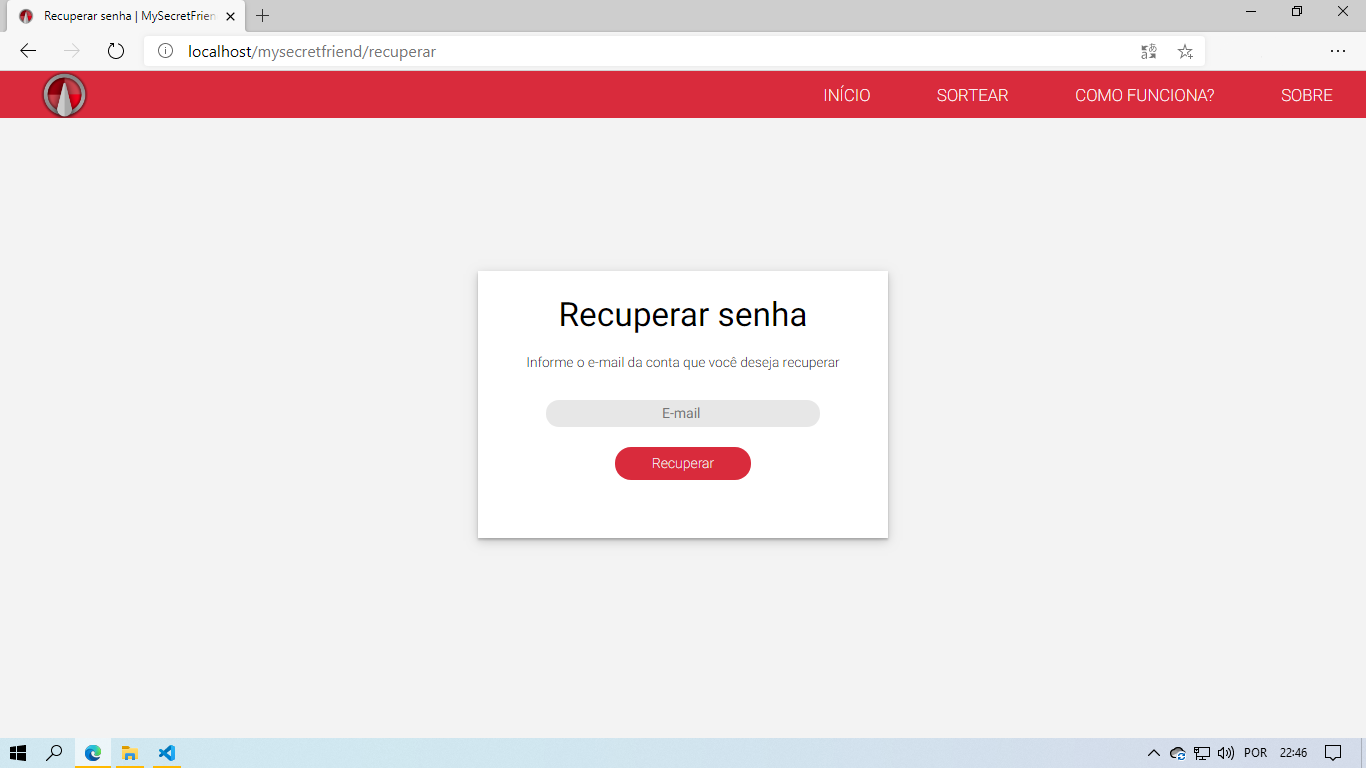 Recuperar senha | MySecretFrien
localhost/mysecretfriend/recuperar
INÍCIO SORTEAR COMO FUNCIONA? SOBRE
Recuperar senha
Informe o e-mail da conta que você deseja recuperar
E-mail
Recuperar
POR 22:46